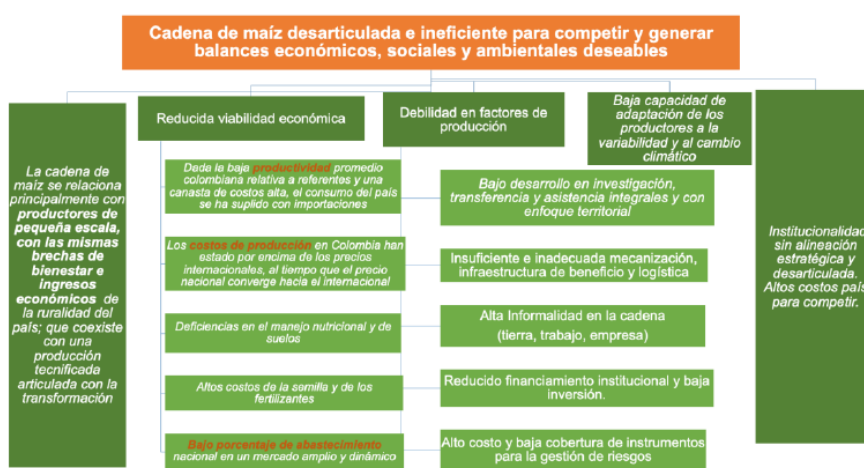 Cadena de maíz desarticulada e ineficiente para competir y generar
balances económicos, sociales y ambientales deseables
La cadena de
maíz se relaciona
principalmente con
productores de
pequeña escala,
con las mismas
brechas de
bienestar e
ingresos
económicos de
la ruralidad del
país; que coexiste
con una
producción
tecnificada
articulada con la
transformación
Reducida viabilidad económica
Dada la baja productividad promedio
colombiana relativa a referentes y una
canasta de costos alta, el consumo del país
se ha suplido con importaciones
Los costos de producción en Colombia han
estado por encima de los precios
internacionales, al tiempo que el precio
nacional converge hacia el internacional
Deficiencias en el manejo nutricional y de
suelos
Altos costos de la semilla y de los
fertilizantes
Bajo porcentaje de abastecimiento
nacional en un mercado amplio y dinámico
Debilidad en factores de
producción
Bajo desarrollo en investigación,
transferencia y asistencia integrales y con
enfoque territorial
Insuficiente e inadecuada mecanización,
infraestructura de beneficio y logística
Alta Informalidad en la cadena
(tierra, trabajo, empresa)
Reducido financiamiento institucional y baja
inversión.
Alto costo y baja cobertura de instrumentos
para la gestión de riesgos
Baja capacidad de
adaptación de los
productores a la
variabilidad y al cambio
climático
Institucionalidad
sin alineación
estratégica y
desarticulada.
Altos costos país
para competir.